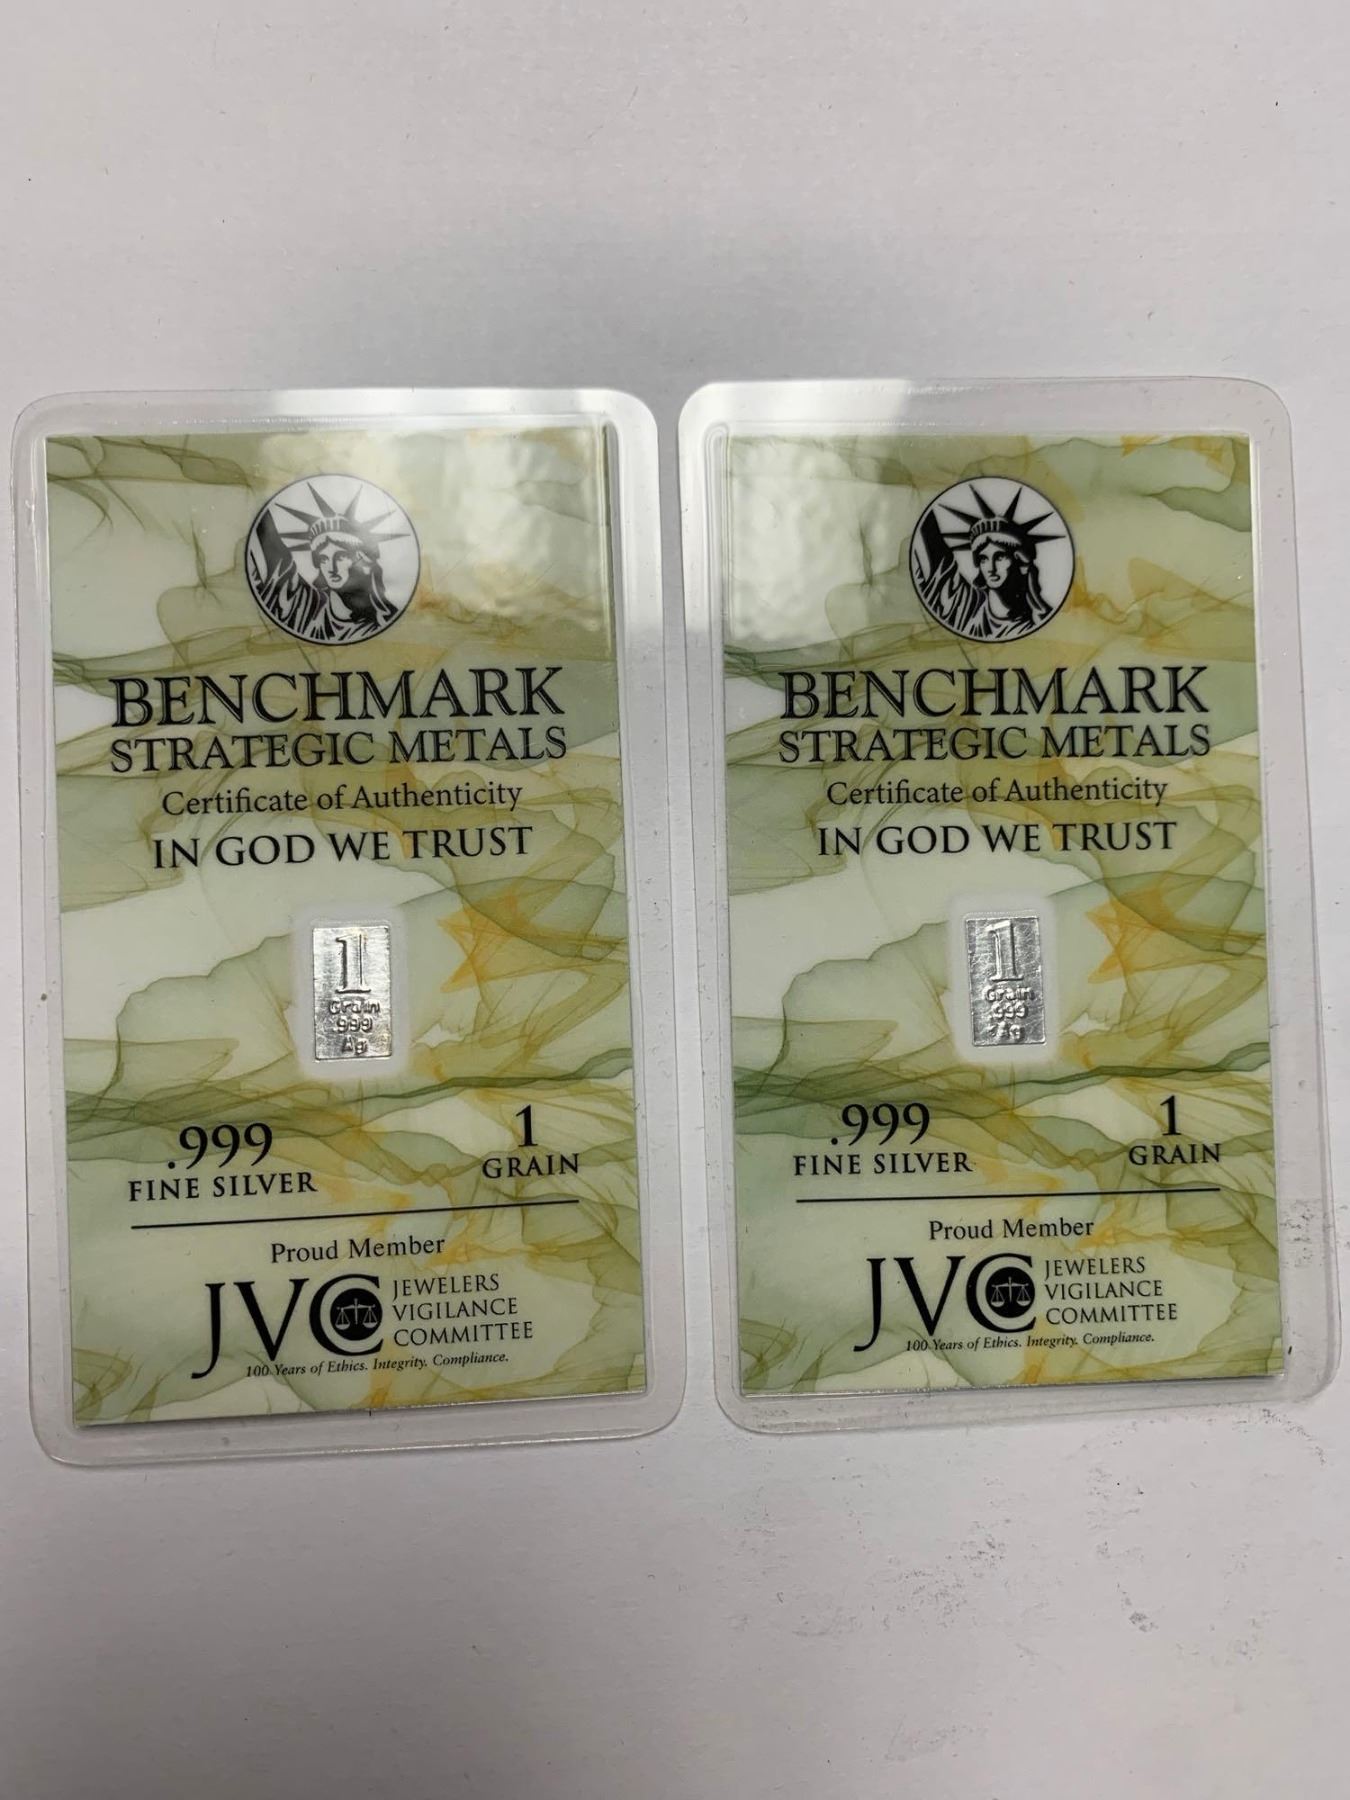 BENCHMARK
STRATEGIC METALS
Certificate of Authenticity
IN GOD WE TRUST
1
Grain
999
Ag
.999
FINE SILVER
1
GRAIN
Proud Member
JVC
JEWELERS
VIGILANCE
COMMITTEE
100 Years of Ethics. Integrity. Compliance.
BENCHMARK
STRATEGIC METALS
Certificate of Authenticity
IN GOD WE TRUST
1
Grain
.999
Ag
.999
FINE SILVER
1
GRAIN
Proud Member
JVC
JEWELERS
VIGILANCE
COMMITTEE
100 Years of Ethics. Integrity. Compliance.